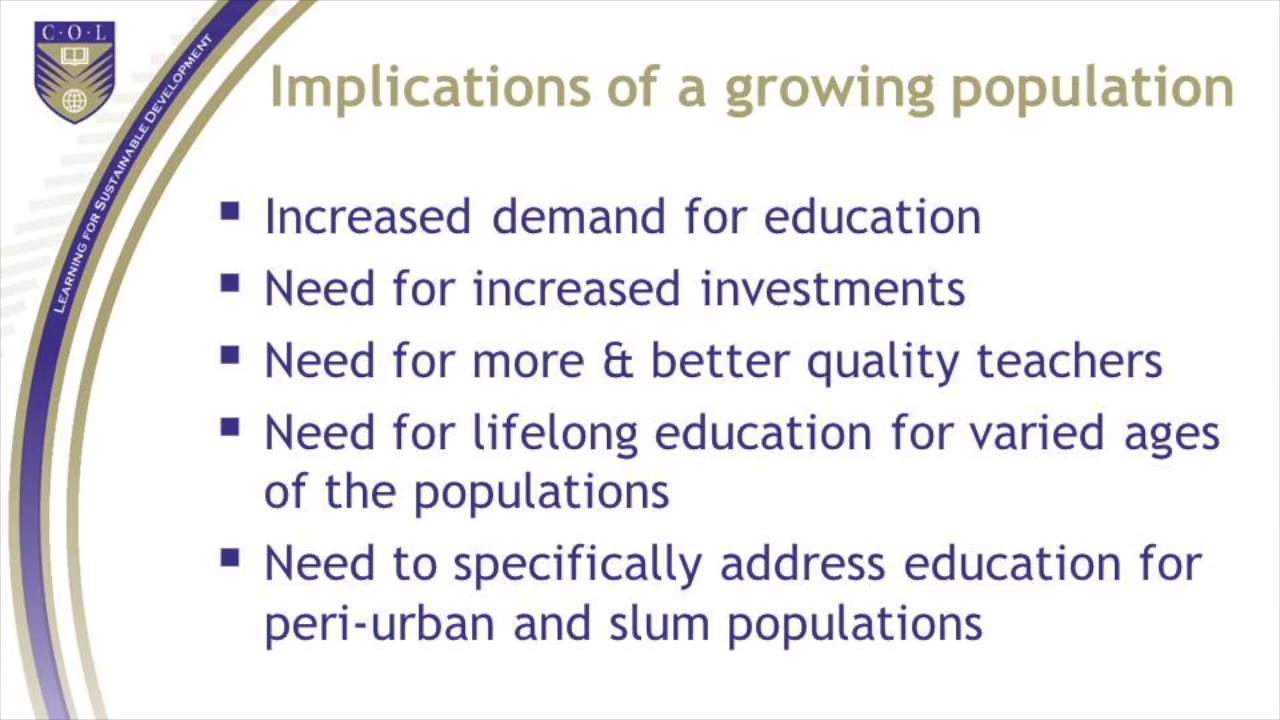 C·O·L
LEARNING FOR SUSTAINABLE DEVELOPMENT
Implications of a growing population
▪ Increased demand for education
▪ Need for increased investments
▪ Need for more & better quality teachers
▪ Need for lifelong education for varied ages
of the populations
▪ Need to specifically address education for
peri-urban and slum populations